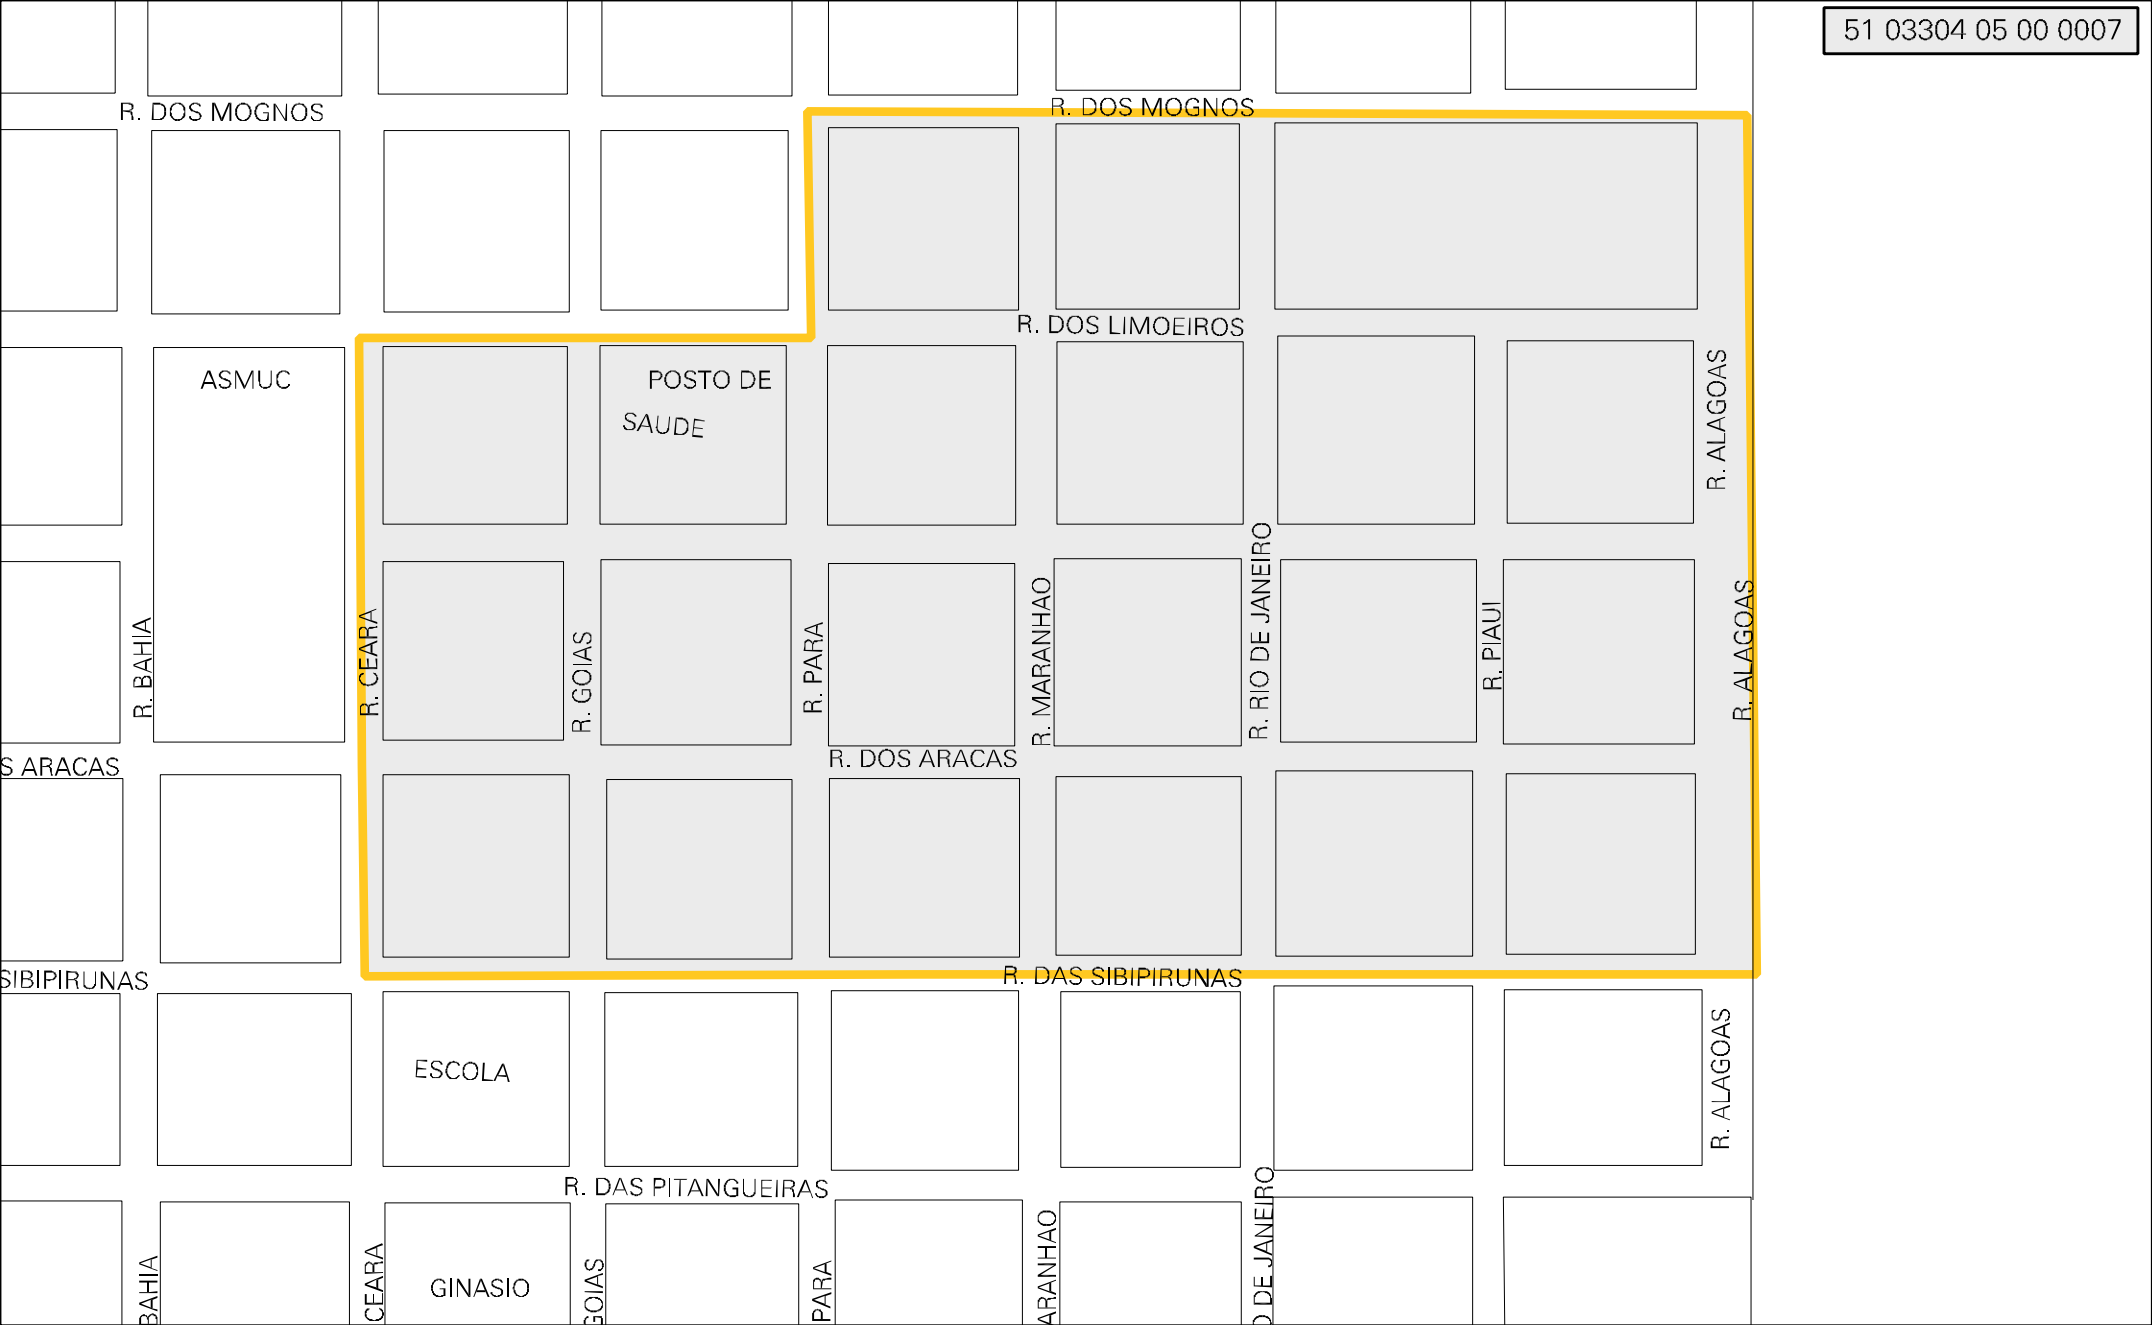 51 03304 05 00 0007
R. DOS MOGNOS
R. DOS MOGNOS
R. DOS LIMOEIROS
ASMUC
POSTO DE
SAUDE
R. ALAGOAS
R. BAHIA
R. CEARA
R. GOIAS
R. PARA
R. MARANHAO
R. RIO DE JANEIRO
R. PIAUI
R. ALAGOAS
R. DOS ARACAS
S ARACAS
SIBIPIRUNAS
R. DAS SIBIPIRUNAS
ESCOLA
R. ALAGOAS
R. DAS PITANGUEIRAS
BAHIA
CEARA
GINASIO
GOIAS
PARA
ARANHAO
O DE JANEIRO